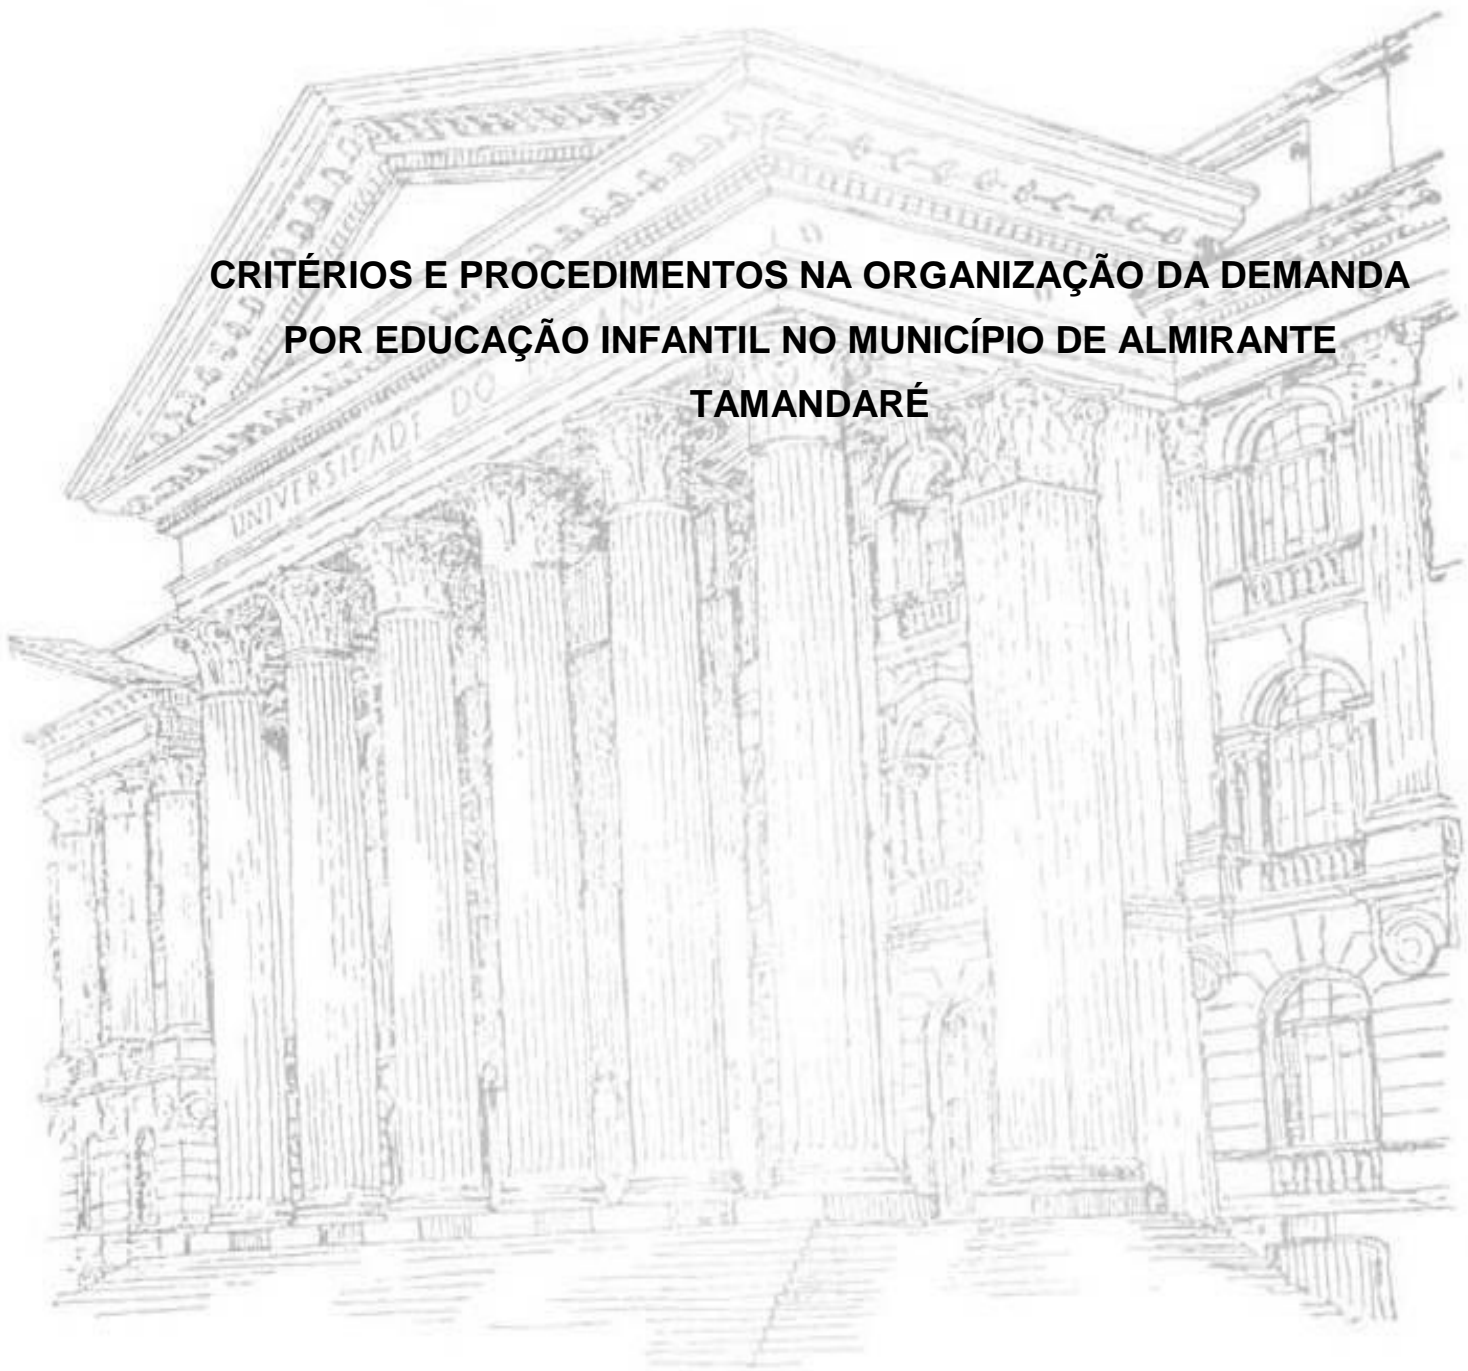 CRITÉRIOS E PROCEDIMENTOS NA ORGANIZAÇÃO DA DEMANDA
POR EDUCAÇÃO INFANTIL NO MUNICÍPIO DE ALMIRANTE
TAMANDARÉ
UNIVERSIDADE DO